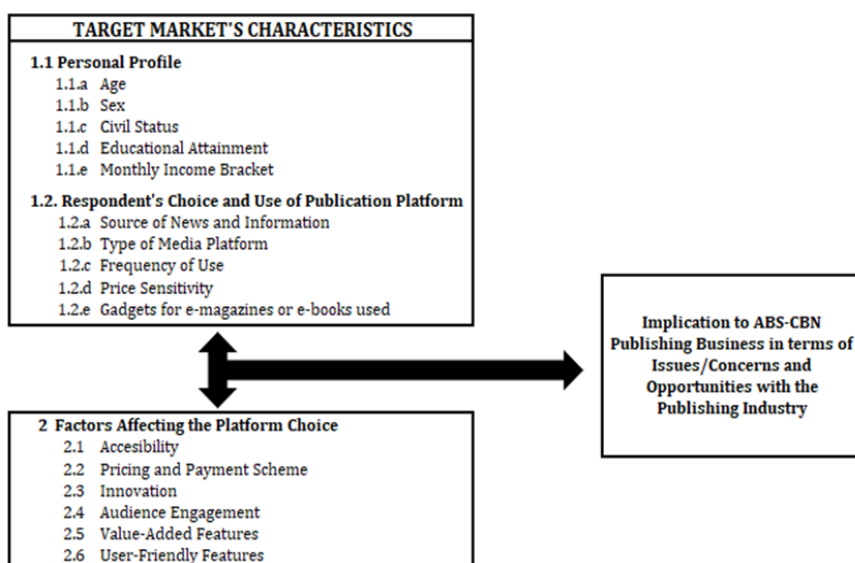 TARGET MARKET'S CHARACTERISTICS
1.1 Personal Profile
1.1.a Age
1.1.b Sex
1.1.c Civil Status
1.1.d Educational Attainment
1.1.e Monthly Income Bracket
1.2. Respondent's Choice and Use of Publication Platform
1.2.a Source of News and Information
1.2.b Type of Media Platform
1.2.c Frequency of Use
1.2.d Price Sensitivity
1.2.e Gadgets for e-magazines or e-books used
Implication to ABS-CBN
Publishing Business in terms of
Issues/Concerns and
Opportunities with the
Publishing Industry
2 Factors Affecting the Platform Choice
2.1 Accesibility
2.2 Pricing and Payment Scheme
2.3 Innovation
2.4 Audience Engagement
2.5 Value-Added Features
2.6 User-Friendly Features